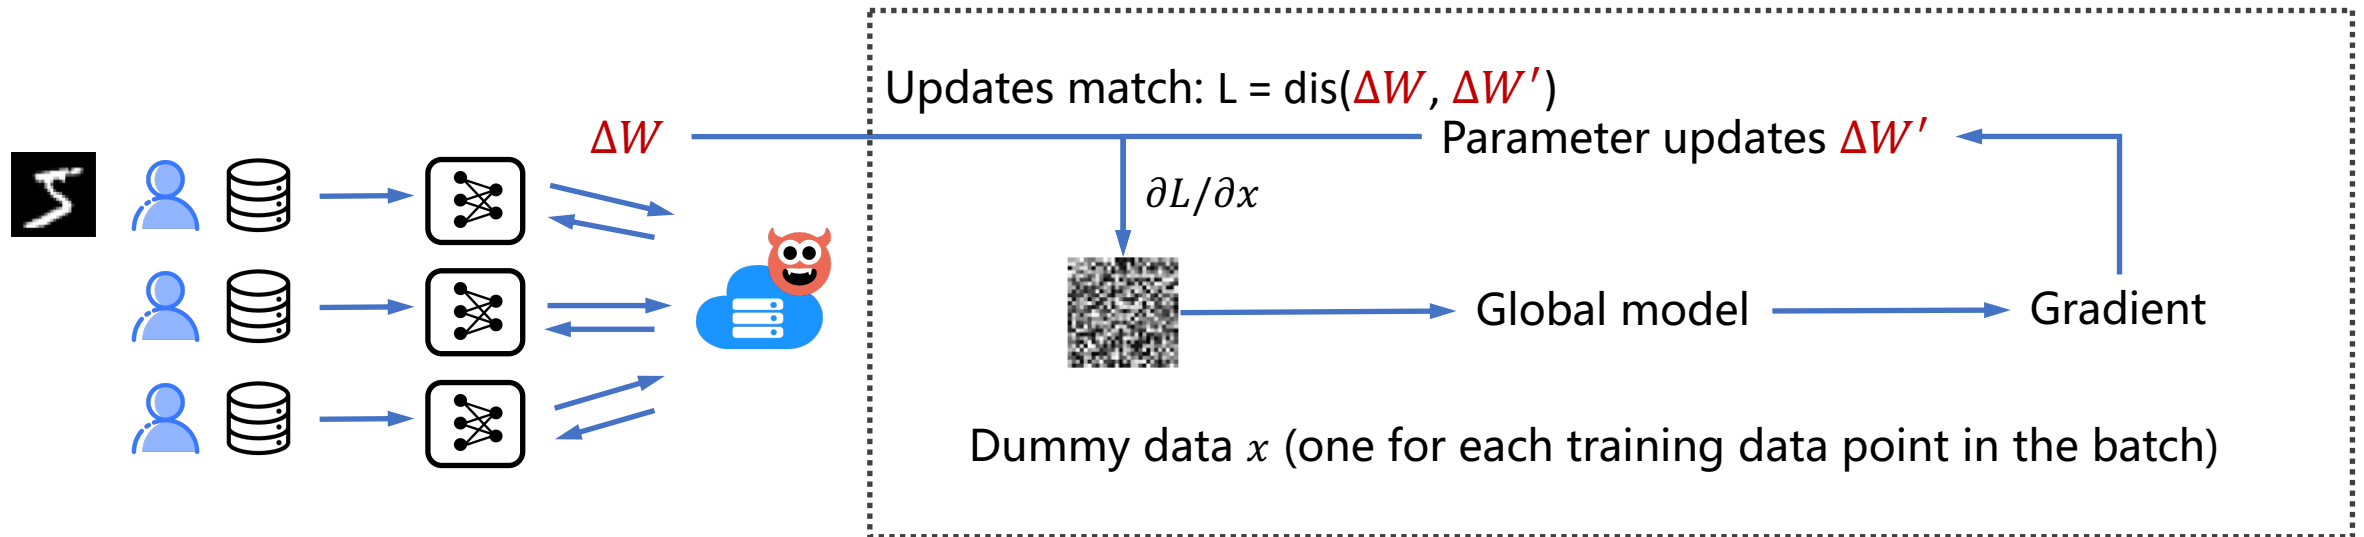 Updates match: L = dis(ΔW, ΔW′)
ΔW
Parameter updates ΔW′
∂L/∂x
Global model
Gradient
Dummy data x (one for each training data point in the batch)